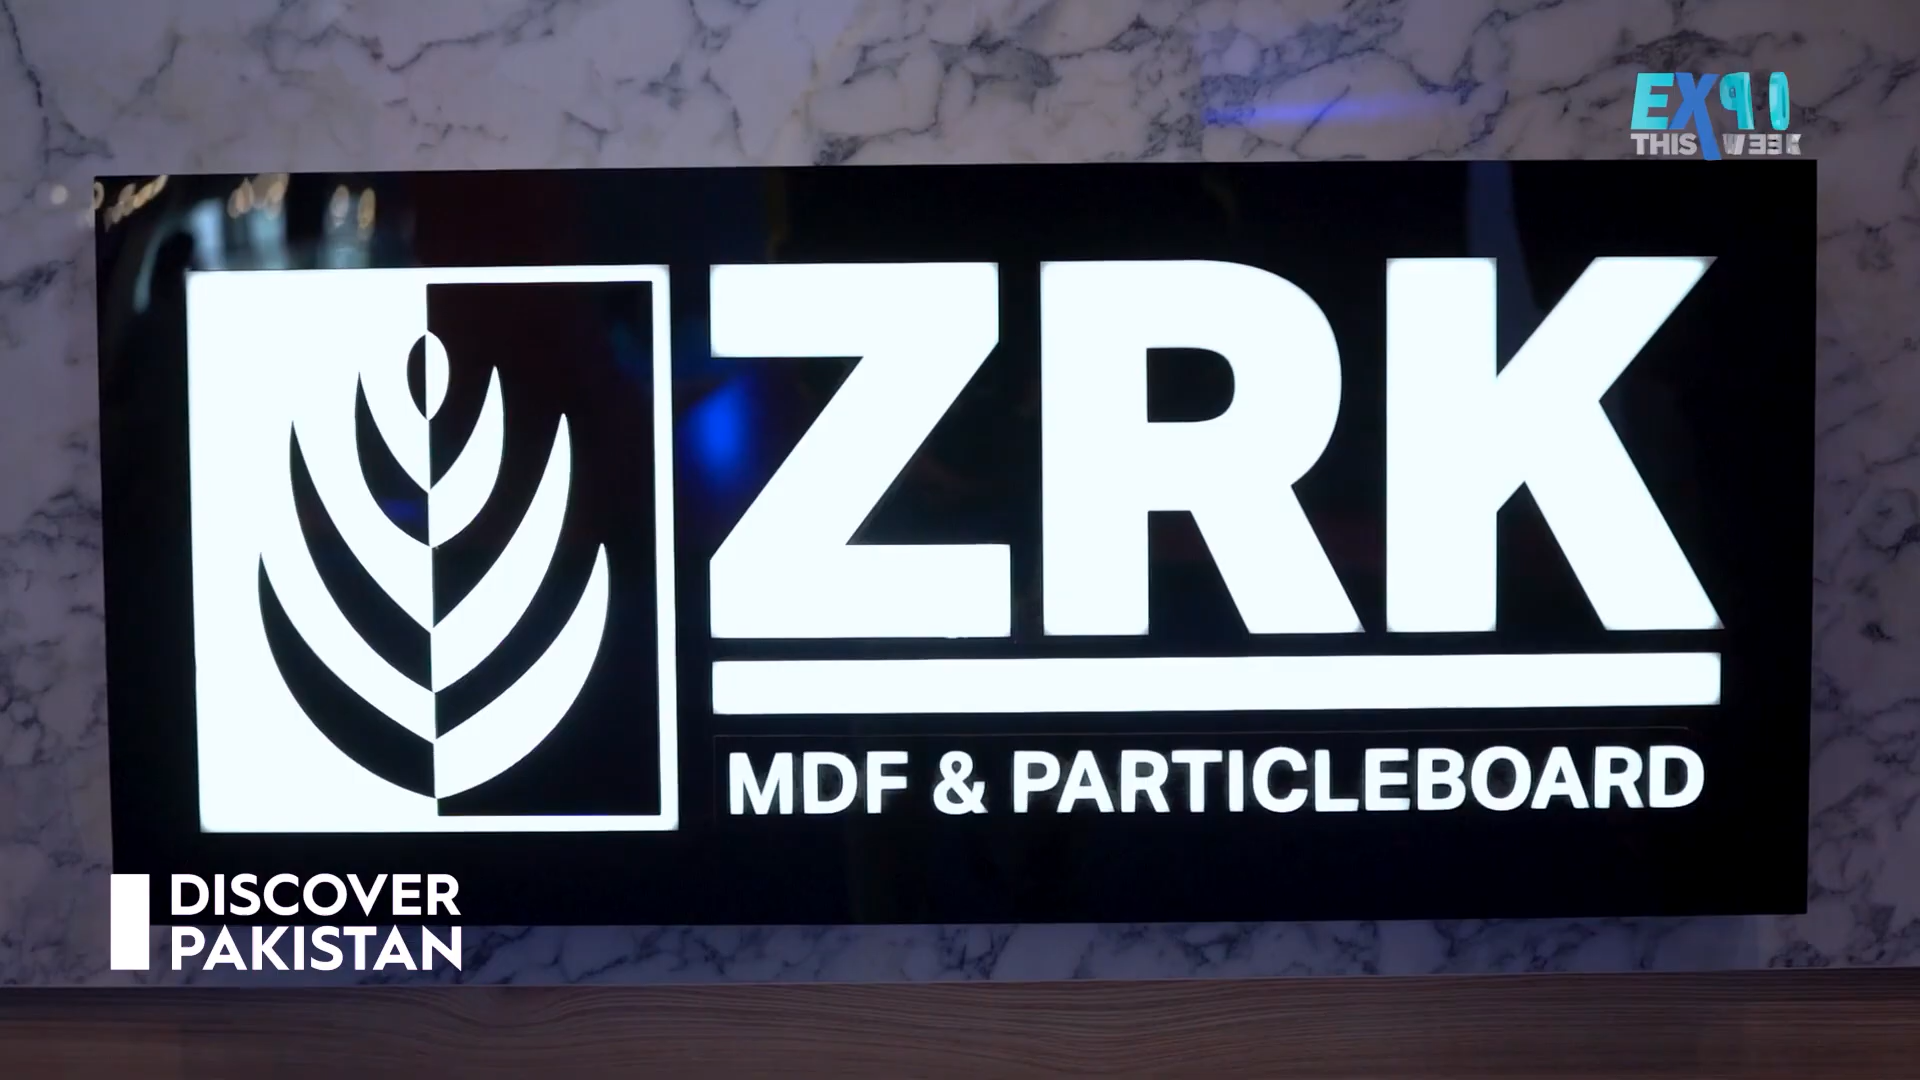 EXPO
THIS WEEK
ZRK
MDF & PARTICLEBOARD
DISCOVER
PAKISTAN